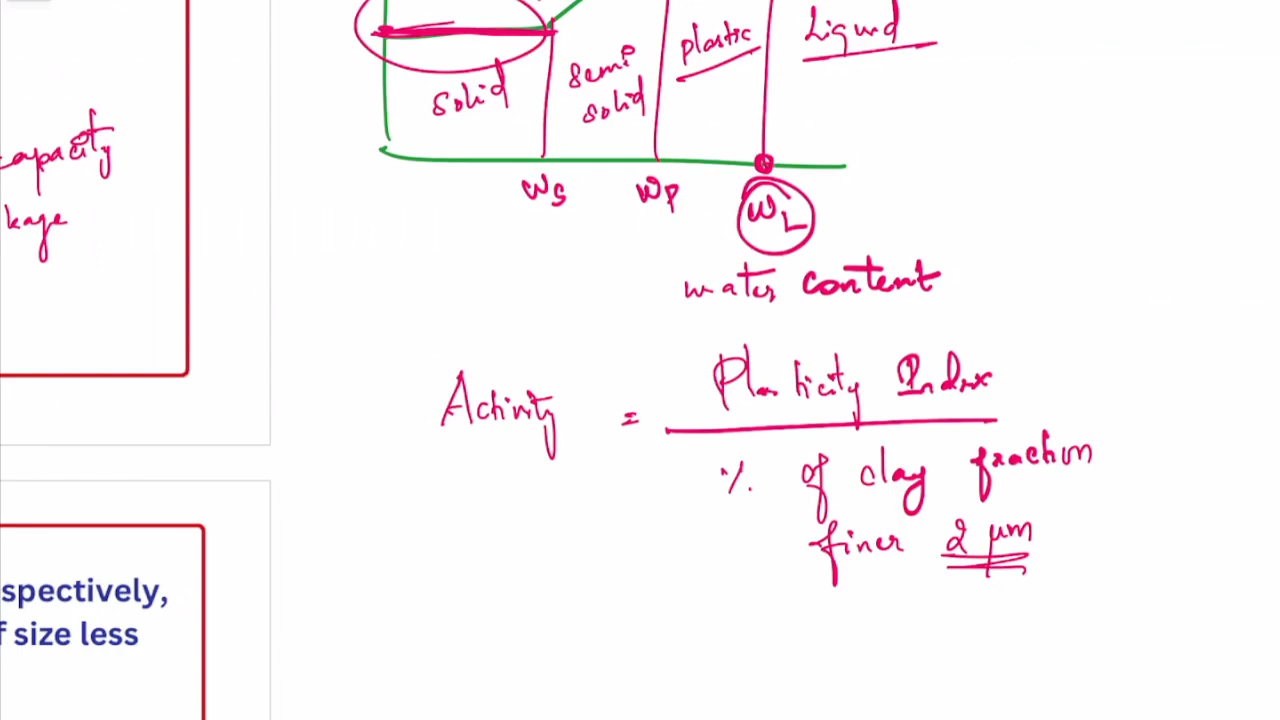 plastic
Liquid
semi
solid
solid
capacity
kage
ws
wp
wL
water content
Activity = Plasticity Index
% of clay fraction
finer 2 μm
spectively,
f size less